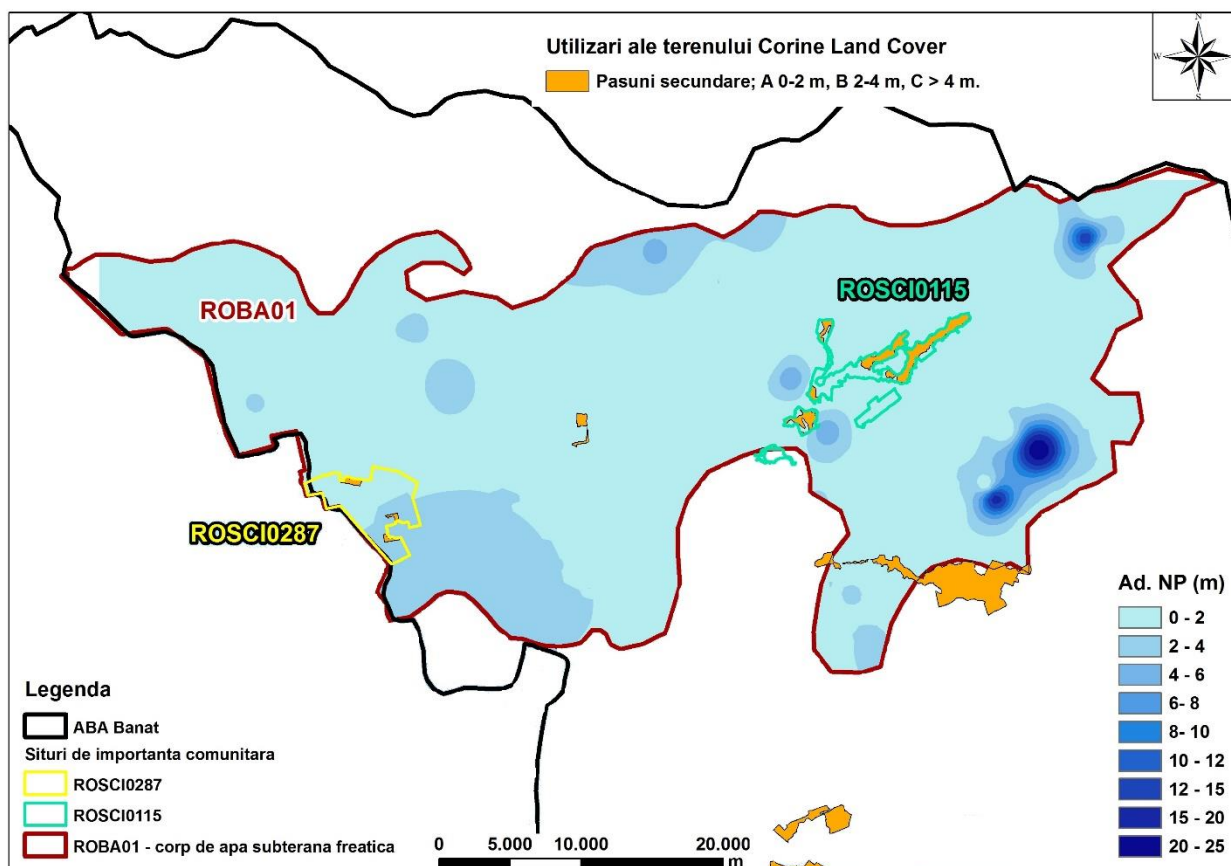 Utilizari ale terenului Corine Land Cover
Pasuni secundare; A 0-2 m, B 2-4 m, C > 4 m.
N
W
E
S
ROBA01
ROSCI0115
ROSCI0287
Legenda
ABA Banat
Situri de importanta comunitara
ROSCI0287
ROSCI0115
ROBA01 - corp de apa subterana freatica
0 5.000 10.000 20.000
m
Ad. NP (m)
0 - 2
2 - 4
4 - 6
6- 8
8- 10
10 - 12
12 - 15
15 - 20
20 - 25